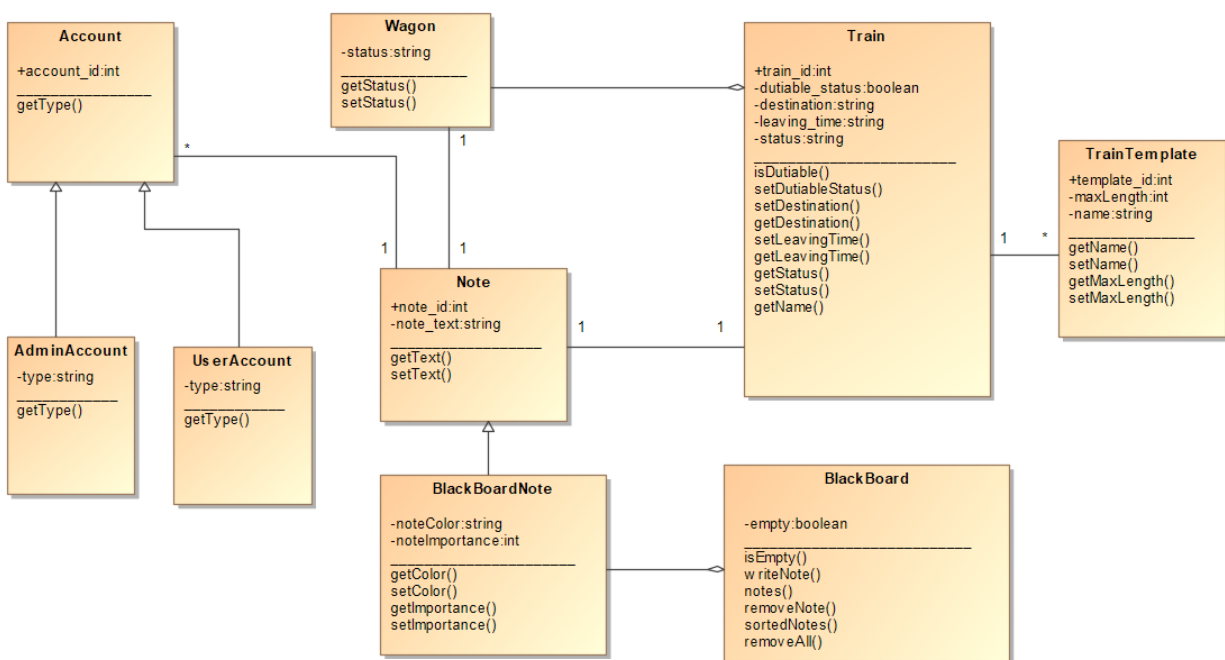 Account
+account_id:int
getType()
Wagon
-status:string
getStatus()
setStatus()
Train
+train_id:int
-dutiable_status:boolean
-destination:string
-leaving_time:string
-status:string
isDutiable()
setDutiableStatus()
setDestination()
getDestination()
setLeavingTime()
getLeavingTime()
getStatus()
setStatus()
getName()
TrainTemplate
+template_id:int
-maxLength:int
-name:string
getName()
setName()
getMaxLength()
setMaxLength()
*
1
1
1
1
*
1
1
Note
+note_id:int
-note_text:string
getText()
setText()
AdminAccount
-type:string
getType()
UserAccount
-type:string
getType()
BlackBoardNote
-noteColor:string
-noteImportance:int
getColor()
setColor()
getImportance()
setImportance()
BlackBoard
-empty:boolean
isEmpty()
writeNote()
notes()
removeNote()
sortedNotes()
removeAll()